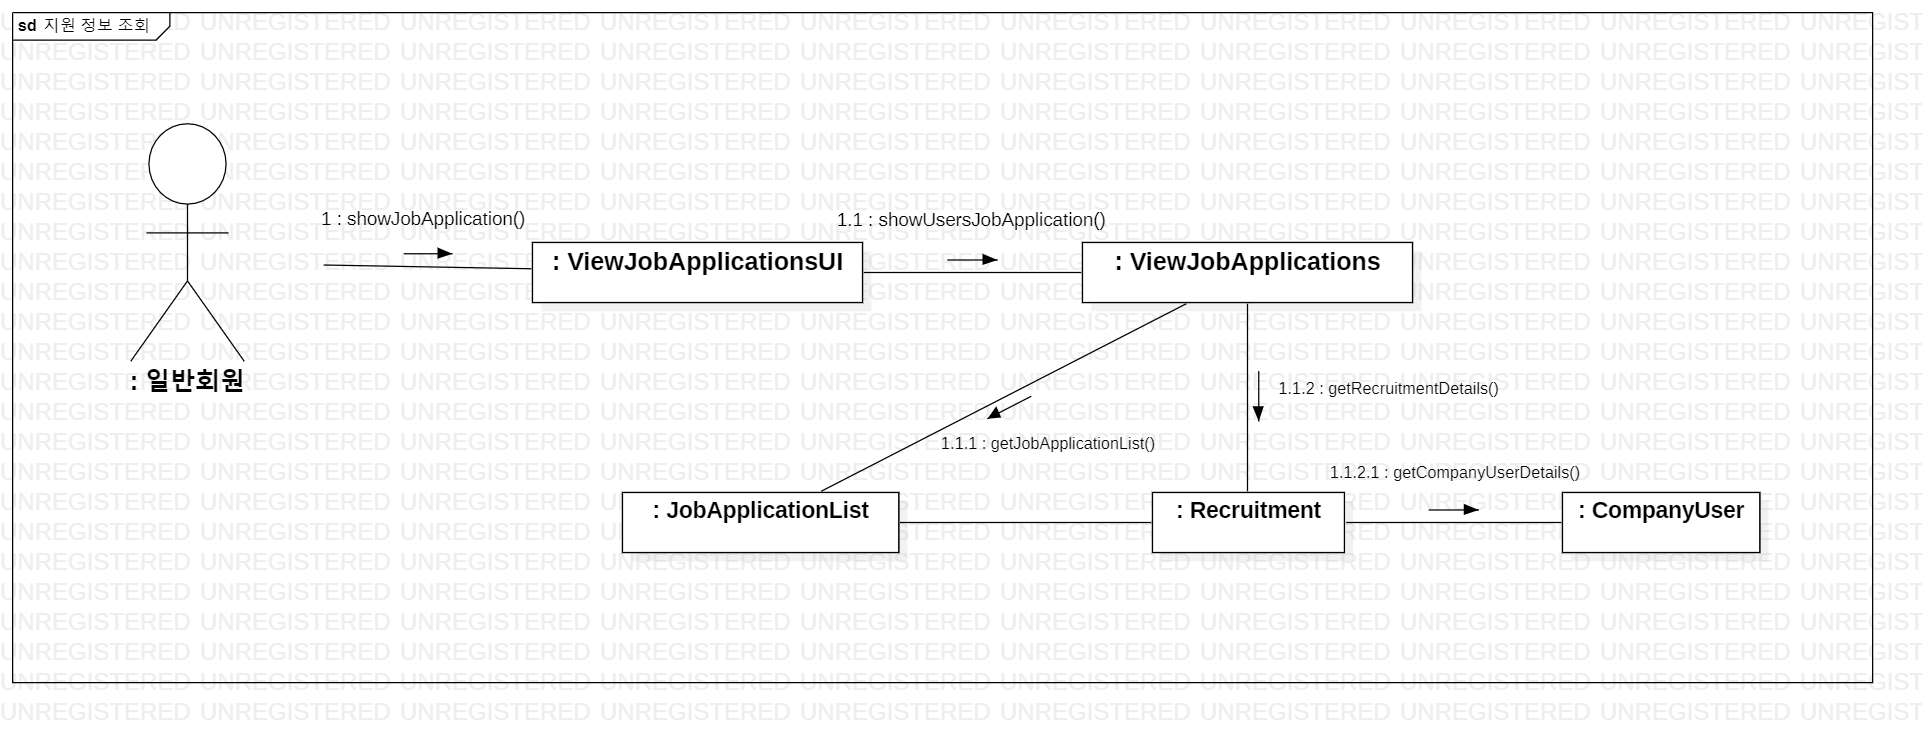 sd 지원 정보 조회
1 : showJobApplication()
1.1 : showUsersJobApplication()
: ViewJobApplicationsUI
: ViewJobApplications
: 일반회원
1.1.2 : getRecruitmentDetails()
1.1.1 : getJobApplicationList()
1.1.2.1 : getCompanyUserDetails()
: JobApplicationList
: Recruitment
: CompanyUser
UNREGISTERED